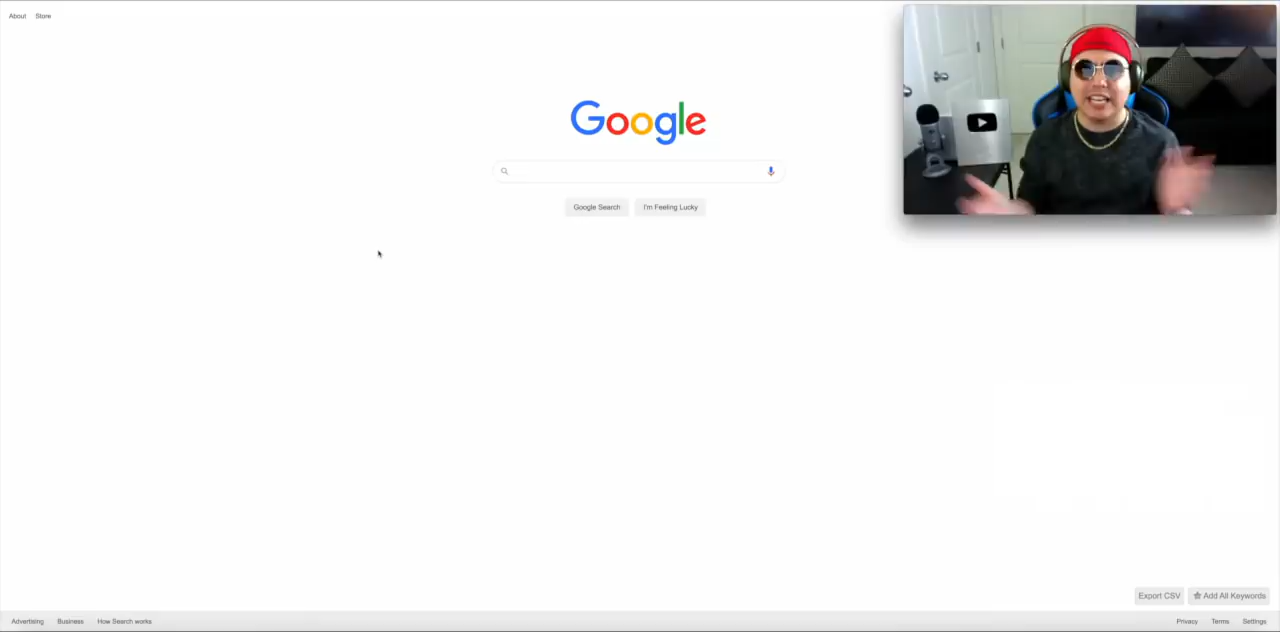 About Store
Google
Google Search I'm Feeling Lucky
Export CSV Add All Keywords
Advertising Business How Search works Privacy Terms Settings